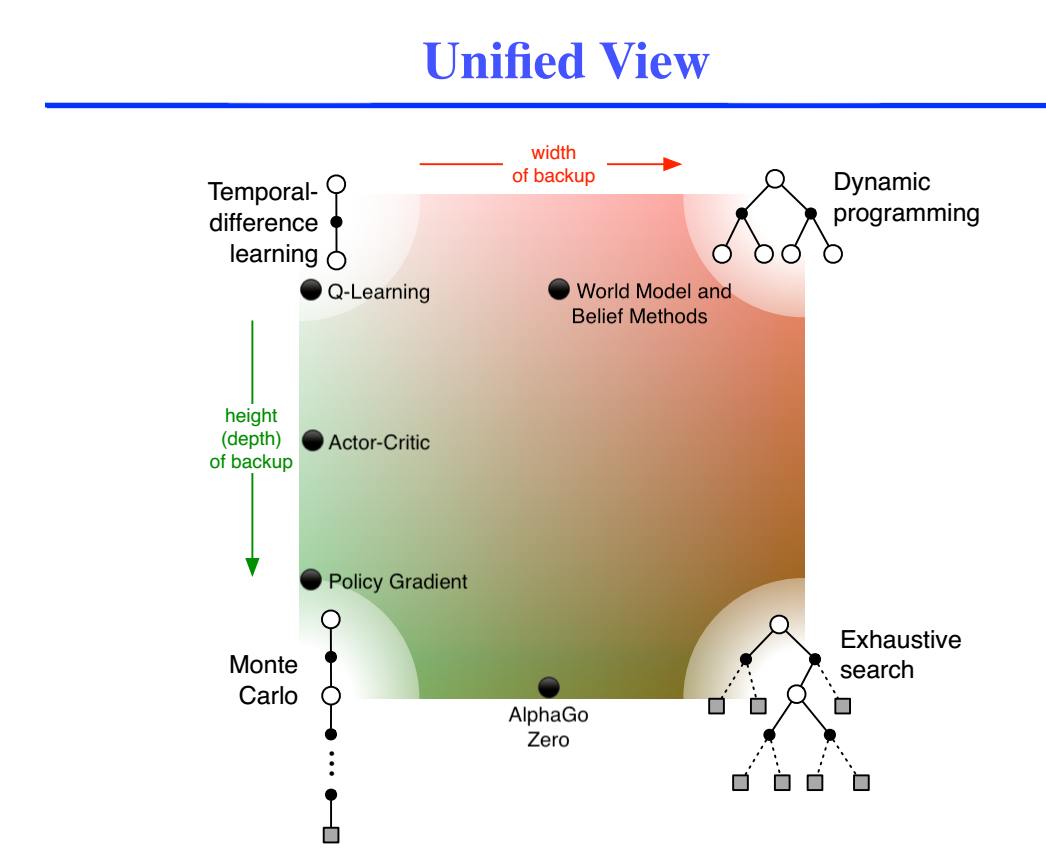 Unified View
width
of backup
Temporal-
difference
learning
Dynamic
programming
Q-Learning
World Model and
Belief Methods
height
(depth)
of backup
Actor-Critic
Policy Gradient
Monte
Carlo
Exhaustive
search
AlphaGo
Zero